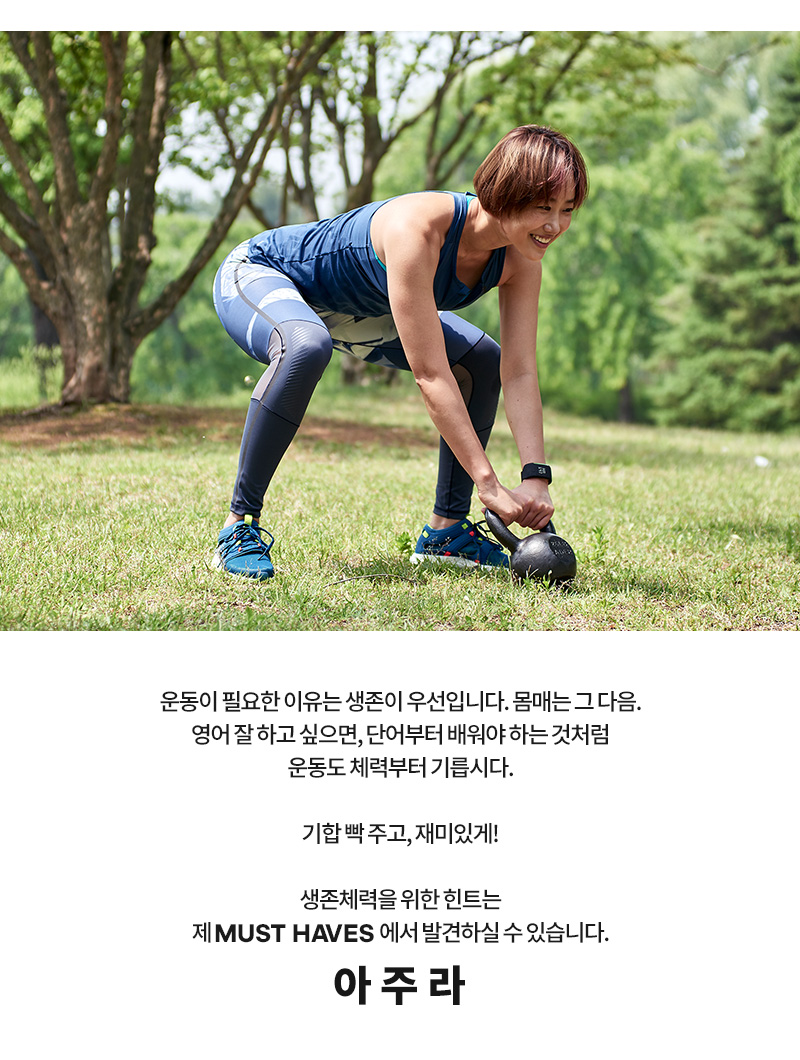 운동이 필요한 이유는 생존이 우선입니다. 몸매는 그 다음.
영어 잘 하고 싶으면, 단어부터 배워야 하는 것처럼
운동도 체력부터 기릅시다.
기합 빡 주고, 재미있게!
생존체력을 위한 힌트는
제 MUST HAVES 에서 발견하실 수 있습니다.
아 주 라